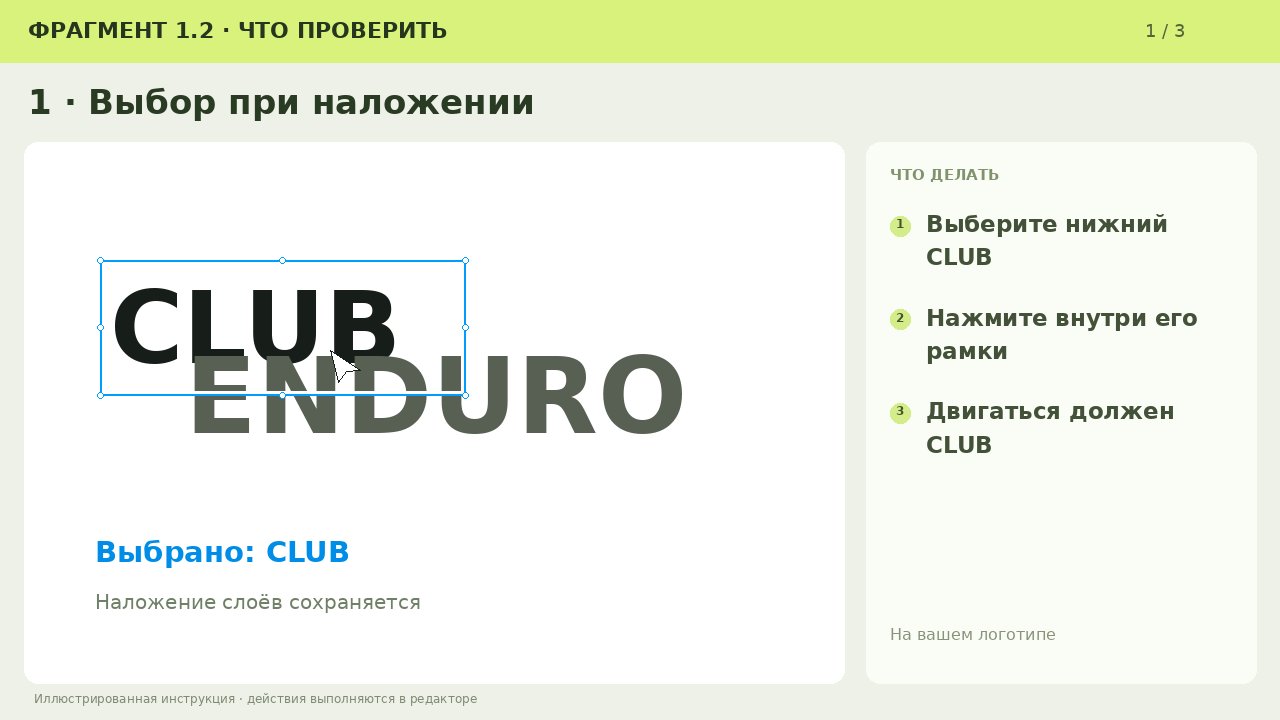 ФРАГМЕНТ 1.2 · ЧТО ПРОВЕРИТЬ
1 / 3
1 · Выбор при наложении
CLUB
ENDURO
Выбрано: CLUB
Наложение слоёв сохраняется
ЧТО ДЕЛАТЬ
1 Выберите нижний
CLUB
2 Нажмите внутри его
рамки
3 Двигаться должен
CLUB
На вашем логотипе
Иллюстрированная инструкция · действия выполняются в редакторе